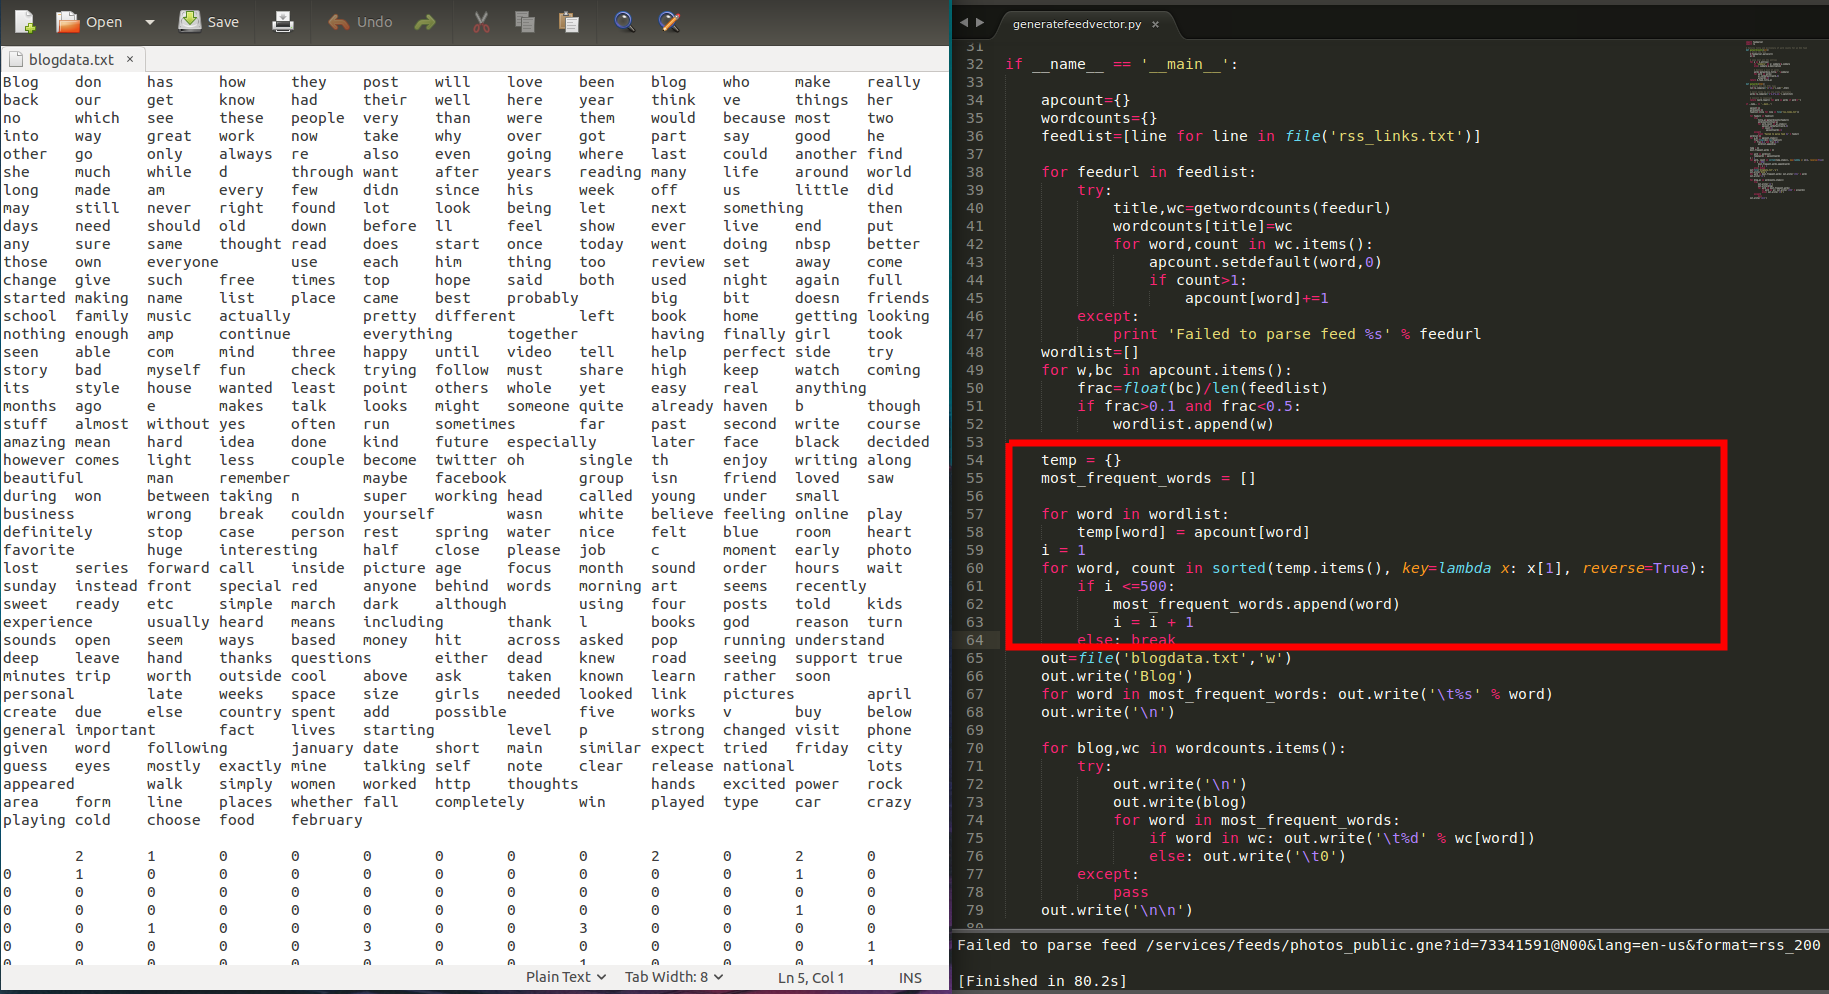 Open
Save
Undo
blogdata.txt ×
Blog don has how they post will love been blog who make really
back our get know had their well here year think ve things her
no which see these people very than were them would because most two
into way great work now take why over got part say good he
other go only always re also even going where last could another find
she much while d through want after years reading many life around world
long made am every few didn since his week off us little did
may still never right found lot look being let next something then
days need should old down before ll feel show ever live end put
any sure same thought read does start once today went doing nbsp better
those own everyone use each him thing too review set away come
change give such free times top hope said both used night again full
started making name list place came best probably big bit doesn friends
school family music actually pretty different left book home getting looking
nothing enough amp continue everything together having finally girl took
seen able com mind three happy until video tell help perfect side try
story bad myself fun check trying follow must share high keep watch coming
its style house wanted least point others whole yet easy real anything
months ago e makes talk looks might someone quite already haven b though
stuff almost without yes often run sometimes far past second write course
amazing mean hard idea done kind future especially later face black decided
however comes light less couple become twitter oh single th enjoy writing along
beautiful man remember maybe facebook group isn friend loved saw
during won between taking n super working head called young under small
business wrong break couldn yourself wasn white believe feeling online play
definitely stop case person rest spring water nice felt blue room heart
favorite huge interesting half close please job c moment early photo
lost series forward call inside picture age focus month sound order hours wait
sunday instead front special red anyone behind words morning art seems recently
sweet ready etc simple march dark although using four posts told kids
experience usually heard means including thank l books god reason turn
sounds open seem ways based money hit across asked pop running understand
deep leave hand thanks questions either dead knew road seeing support true
minutes trip worth outside cool above ask taken known learn rather soon
personal late weeks space size girls needed looked link pictures april
create due else country spent add possible five works v buy below
general important fact lives starting level p strong changed visit phone
given word following january date short main similar expect tried friday city
guess eyes mostly exactly mine talking self note clear release national lots
appeared walk simply women worked http thoughts hands excited power rock
area form line places whether fall completely win played type car crazy
playing cold choose food february
2 1 0 0 0 0 0 0 2 0 2 0
0 1 0 0 0 0 0 0 0 0 1 0
0 0 0 0 0 0 0 0 0 0 0 0
0 0 0 0 0 0 0 0 0 0 1 0
0 0 1 0 0 0 0 0 3 0 0 0 0
0 0 0 0 0 3 0 0 0 0 0 0 1
0 0 0 0 0 0 0 0 1 0 0 0 1
Plain Text Tab Width: 8 Ln 5, Col 1 INS
generatefeedvector.py ×
31
32 if __name__ == '__main__':
33
34 apcount={}
35 wordcounts={}
36 feedlist=[line for line in file('rss_links.txt')]
37
38 for feedurl in feedlist:
39 try:
40 title,wc=getwordcounts(feedurl)
41 wordcounts[title]=wc
42 for word,count in wc.items():
43 apcount.setdefault(word,0)
44 if count>1:
45 apcount[word]+=1
46 except:
47 print 'Failed to parse feed %s' % feedurl
48 wordlist=[]
49 for w,bc in apcount.items():
50 frac=float(bc)/len(feedlist)
51 if frac>0.1 and frac<0.5:
52 wordlist.append(w)
53
54 temp = {}
55 most_frequent_words = []
56
57 for word in wordlist:
58 temp[word] = apcount[word]
59 i = 1
60 for word, count in sorted(temp.items(), key=lambda x: x[1], reverse=True):
61 if i <=500:
62 most_frequent_words.append(word)
63 i = i + 1
64 else: break
65 out=file('blogdata.txt','w')
66 out.write('Blog')
67 for word in most_frequent_words: out.write('\t%s' % word)
68 out.write('\n')
69
70 for blog,wc in wordcounts.items():
71 try:
72 out.write('\n')
73 out.write(blog)
74 for word in most_frequent_words:
75 if word in wc: out.write('\t%d' % wc[word])
76 else: out.write('\t0')
77 except:
78 pass
79 out.write('\n\n')
80
Failed to parse feed /services/feeds/photos_public.gne?id=73341591@N00&lang=en-us&format=rss_200
[Finished in 80.2s]